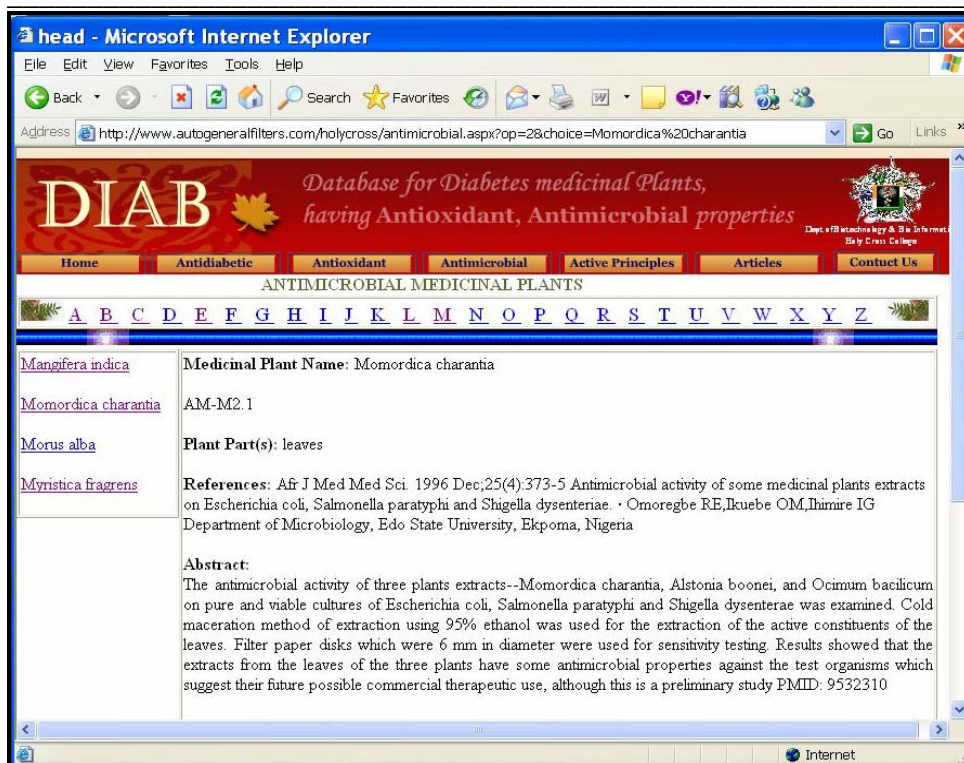 head - Microsoft Internet Explorer
File Edit View Favorites Tools Help
Back Search Favorites
Address http://www.autogeneralfilters.com/holycross/antimicrobial.aspx?op=2&choice=Momordica%20charantia Go Links »
DIAB
Database for Diabetes medicinal Plants,
having Antioxidant, Antimicrobial properties
Dept of Biotechnology & Bio Informati
Holy Cross College
Home Antidiabetic Antioxidant Antimicrobial Active Principles Articles Contuct Us
ANTIMICROBIAL MEDICINAL PLANTS
A B C D E F G H I J K L M N O P Q R S T U V W X Y Z
Mangifera indica
Momordica charantia
Morus alba
Myristica fragrens
Medicinal Plant Name: Momordica charantia
AM-M2.1
Plant Part(s): leaves
References: Afr J Med Med Sci. 1996 Dec;25(4):373-5 Antimicrobial activity of some medicinal plants extracts
on Escherichia coli, Salmonella paratyphi and Shigella dysenteriae. · Omoregbe RE,Ikuebe OM,Ihimire IG
Department of Microbiology, Edo State University, Ekpoma, Nigeria
Abstract:
The antimicrobial activity of three plants extracts--Momordica charantia, Alstonia boonei, and Ocimum bacilicum
on pure and viable cultures of Escherichia coli, Salmonella paratyphi and Shigella dysenterae was examined. Cold
maceration method of extraction using 95% ethanol was used for the extraction of the active constituents of the
leaves. Filter paper disks which were 6 mm in diameter were used for sensitivity testing. Results showed that the
extracts from the leaves of the three plants have some antimicrobial properties against the test organisms which
suggest their future possible commercial therapeutic use, although this is a preliminary study PMID: 9532310
Internet